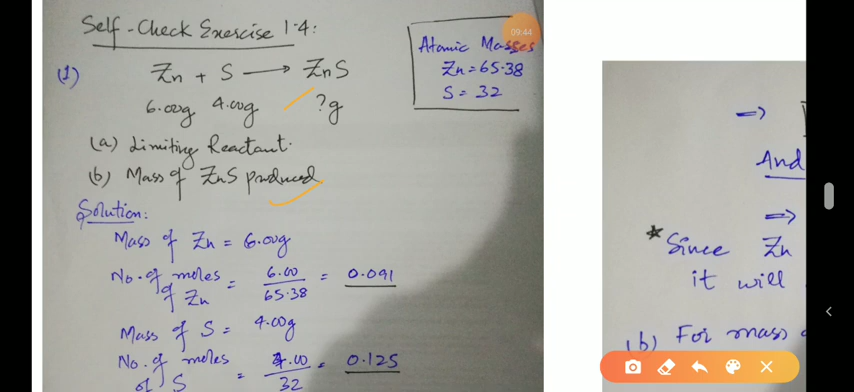 Self-Check Exercise 1.4:
(1) Zn + S → ZnS
6.00g 4.00g ?g
(a) Limiting Reactant.
(b) Mass of ZnS produced
Solution:
Mass of Zn = 6.00g
No. of moles of Zn = 6.00/65.38 = 0.091
Mass of S = 4.00g
No. of moles of S = 4.00/32 = 0.125
Atomic Masses
Zn = 65.38
S = 32
09:44
⇒
And
⇒
* Since Zn
it will
(b) For mass